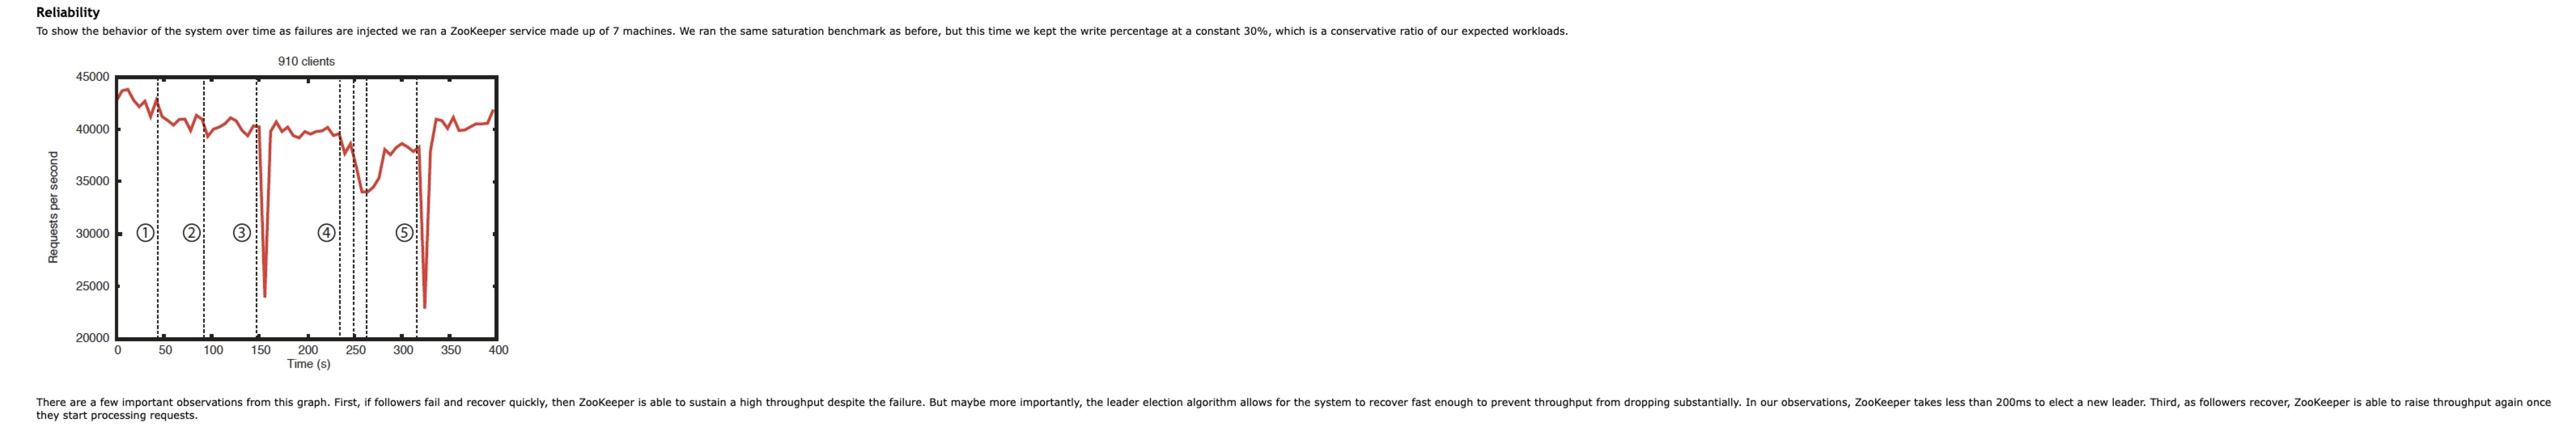 Reliability
To show the behavior of the system over time as failures are injected we ran a ZooKeeper service made up of 7 machines. We ran the same saturation benchmark as before, but this time we kept the write percentage at a constant 30%, which is a conservative ratio of our expected workloads.
910 clients
45000
40000
35000
30000
25000
20000
Requests per second
① ② ③ ④ ⑤
0 50 100 150 200 250 300 350 400
Time (s)
There are a few important observations from this graph. First, if followers fail and recover quickly, then ZooKeeper is able to sustain a high throughput despite the failure. But maybe more importantly, the leader election algorithm allows for the system to recover fast enough to prevent throughput from dropping substantially. In our observations, ZooKeeper takes less than 200ms to elect a new leader. Third, as followers recover, ZooKeeper is able to raise throughput again once
they start processing requests.